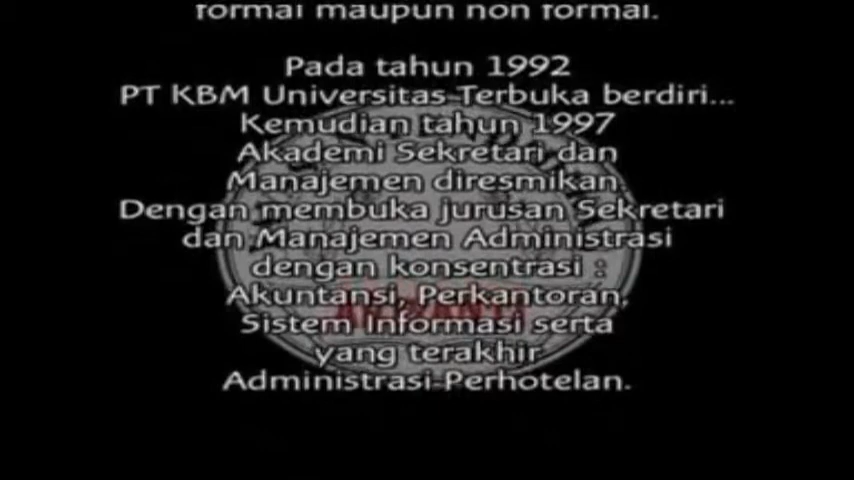 formal maupun non formal.
Pada tahun 1992
PT KBM Universitas Terbuka berdiri...
Kemudian tahun 1997
Akademi Sekretari dan
Manajemen diresmikan.
Dengan membuka jurusan Sekretari
dan Manajemen Administrasi
dengan konsentrasi :
Akuntansi, Perkantoran,
Sistem Informasi serta
yang terakhir
Administrasi Perhotelan.